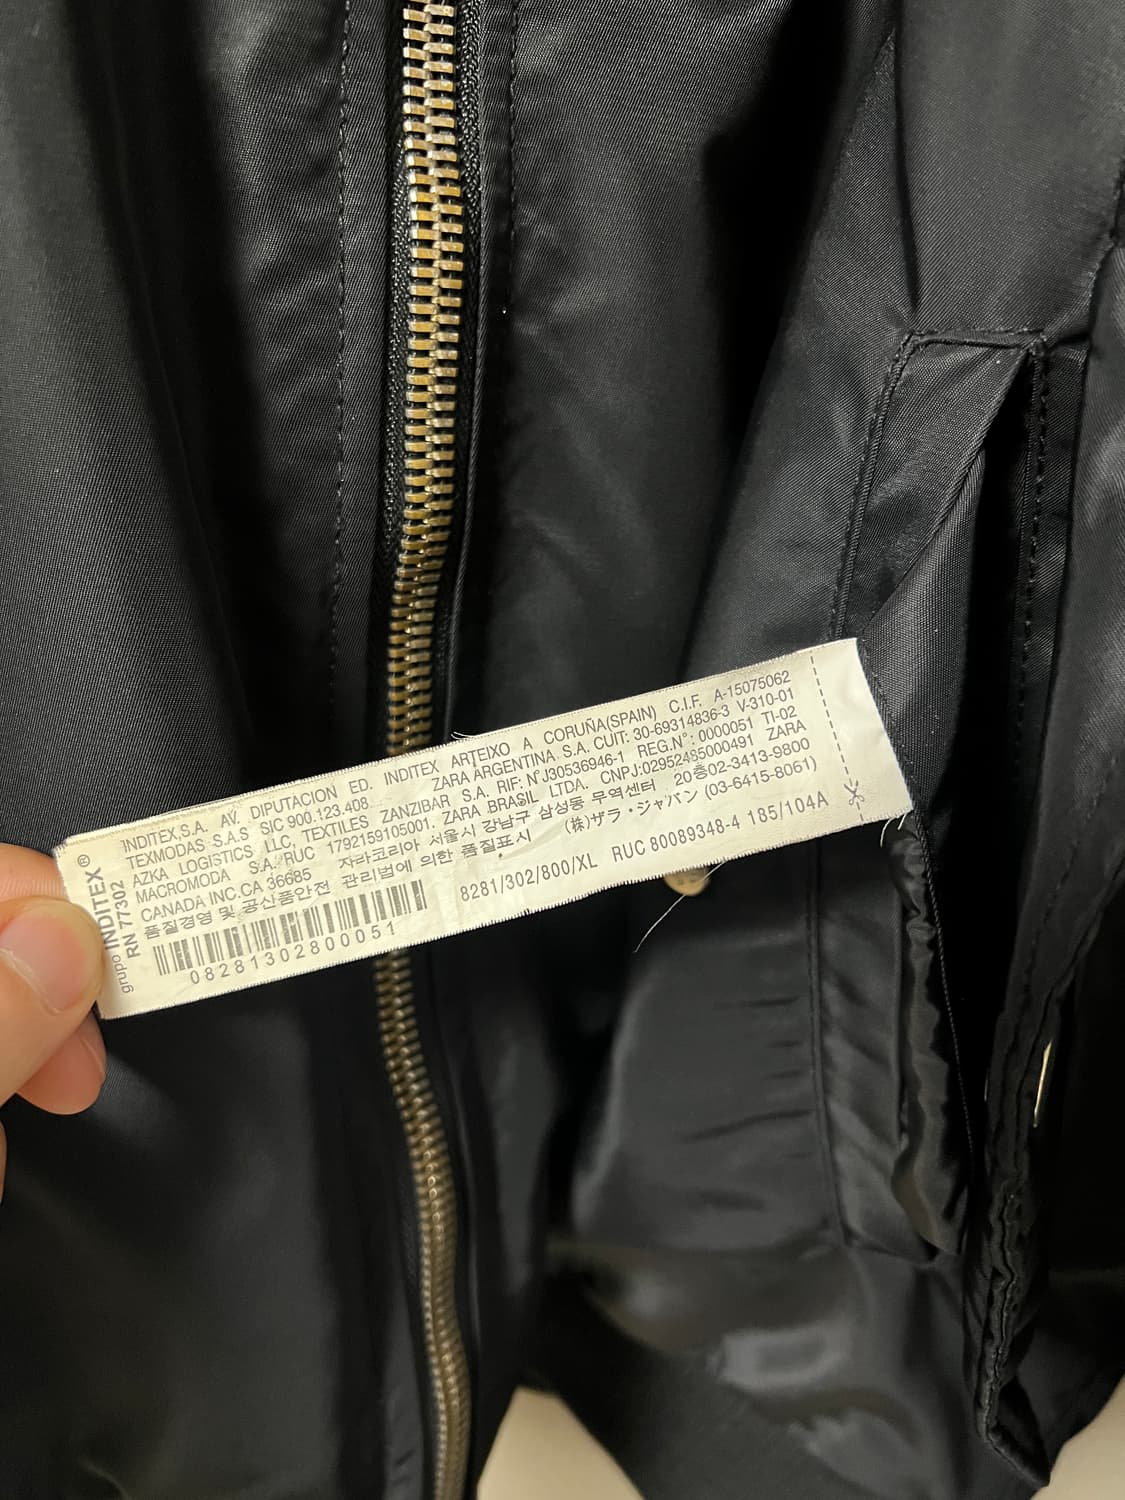 grupo INDITEX®
RN 77302
INDITEX.S.A. AV. DIPUTACION ED. INDITEX ARTEIXO A CORUÑA(SPAIN) C.I.F. A-15075062
TEXMODAS S.A.S SIC 900.123.408 ZARA ARGENTINA S.A. CUIT: 30-69314836-3 V-310-01
AZKA LOGISTICS LLC, TEXTILES ZANZIBAR S.A. RIF: Nº J30536946-1 REG.Nº: 0000051 TI-02
MACROMODA S.A. RUC 1792159105001. ZARA BRASIL LTDA. CNPJ:02952485000491 ZARA
CANADA INC.CA 36685 자라코리아 서울시 강남구 삼성동 무역센터 20층02-3413-9800
품질경영 및 공산품안전 관리법에 의한 품질표시 (株)ザラ・ジャパン (03-6415-8061)
8281/302/800/XL RUC 80089348-4 185/104A
08281302800051